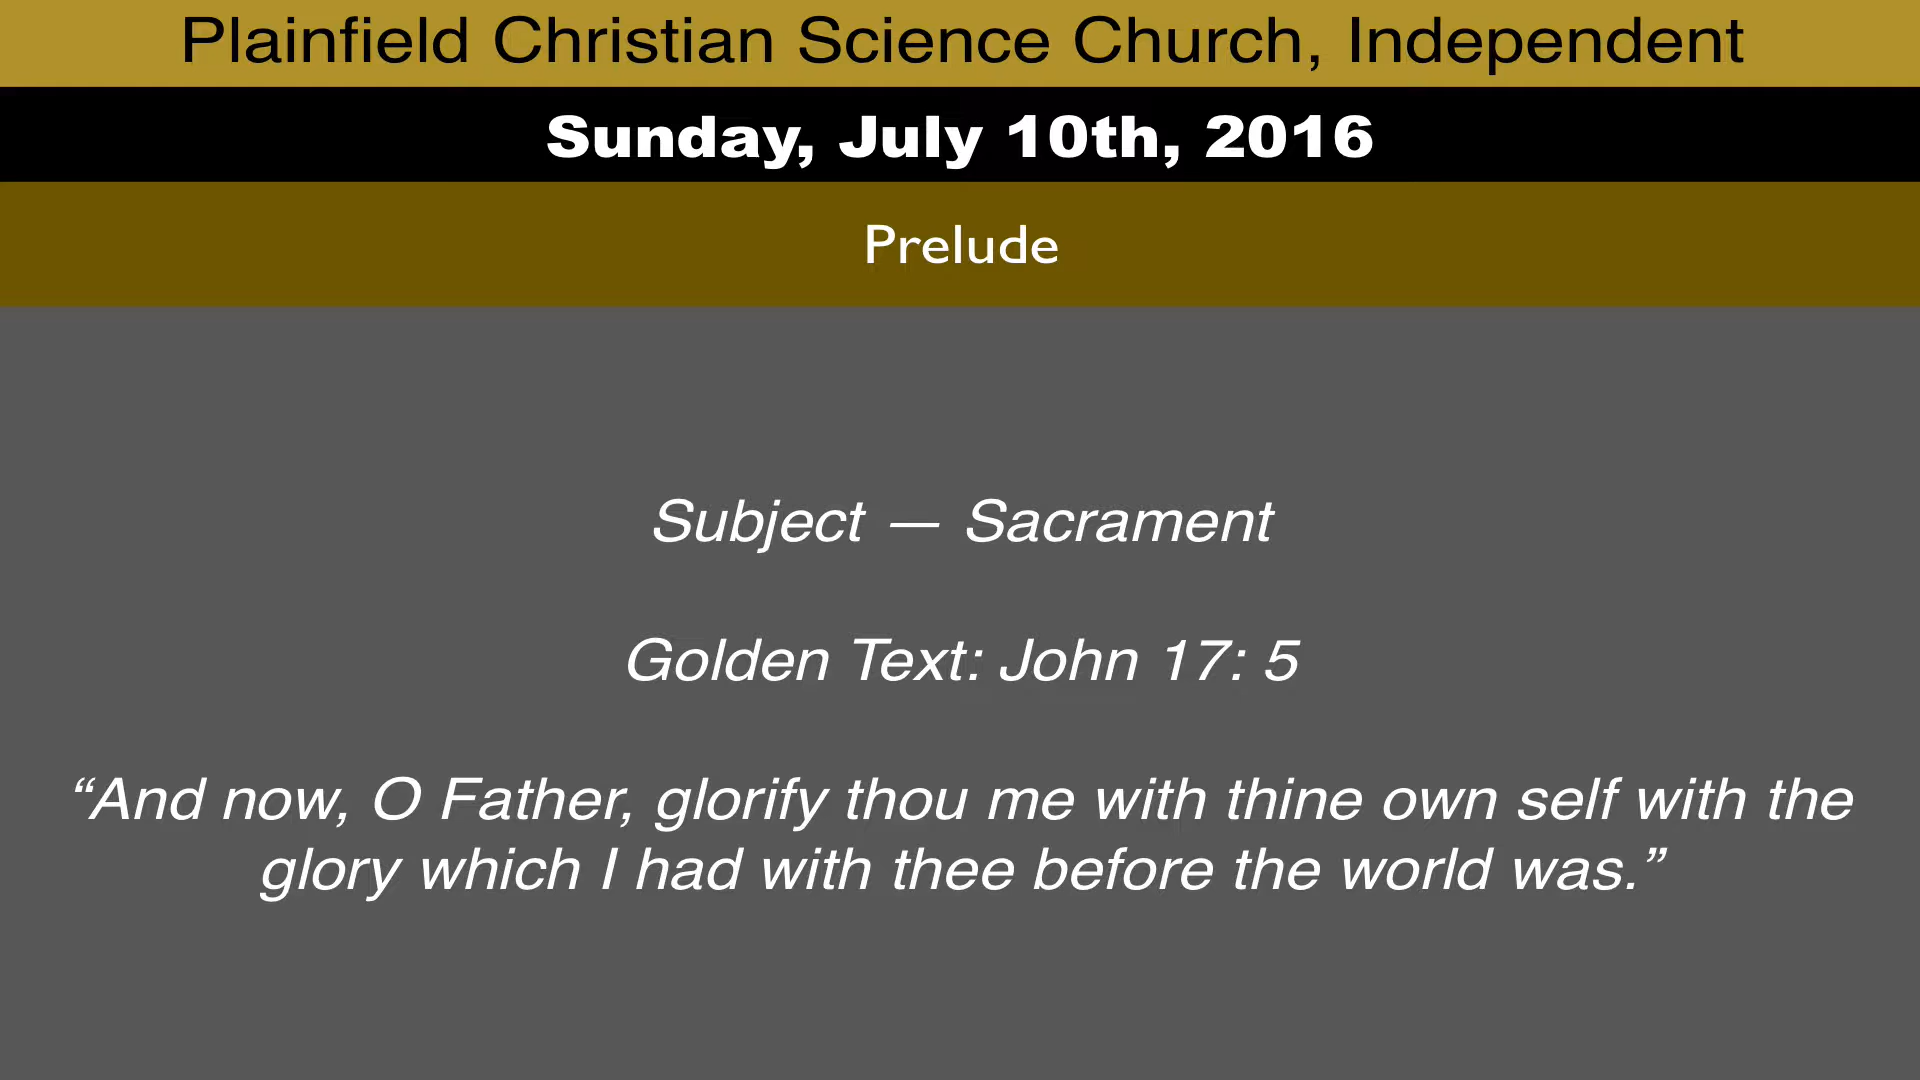 Plainfield Christian Science Church, Independent
Sunday, July 10th, 2016
Prelude
Subject — Sacrament
Golden Text: John 17: 5
“And now, O Father, glorify thou me with thine own self with the
glory which I had with thee before the world was.”